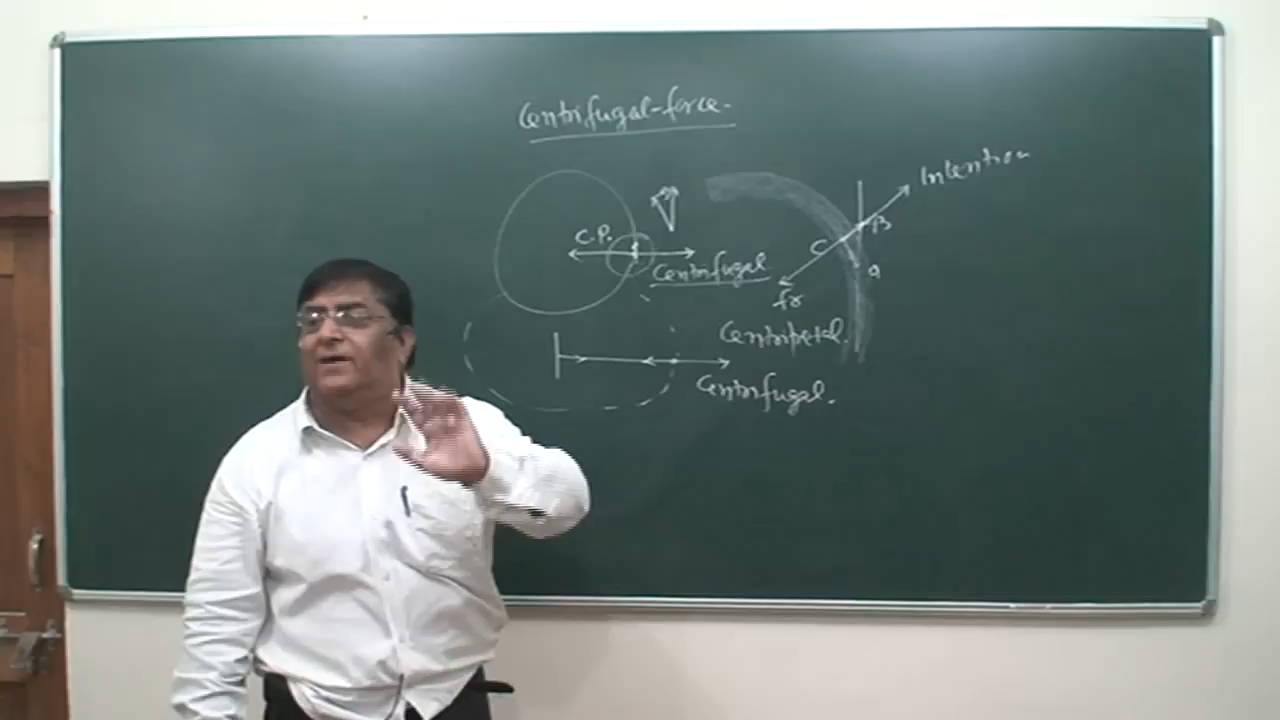 Centrifugal-force.
C.P.
Centrifugal
Intention
B
C
a
fr
Centripetal.
Centrifugal.